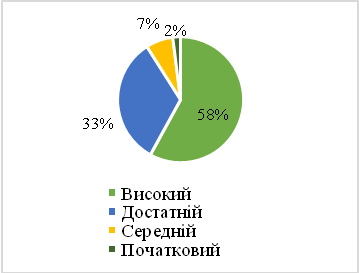 7%
2%
33%
58%
Високий
Достатній
Середній
Початковий